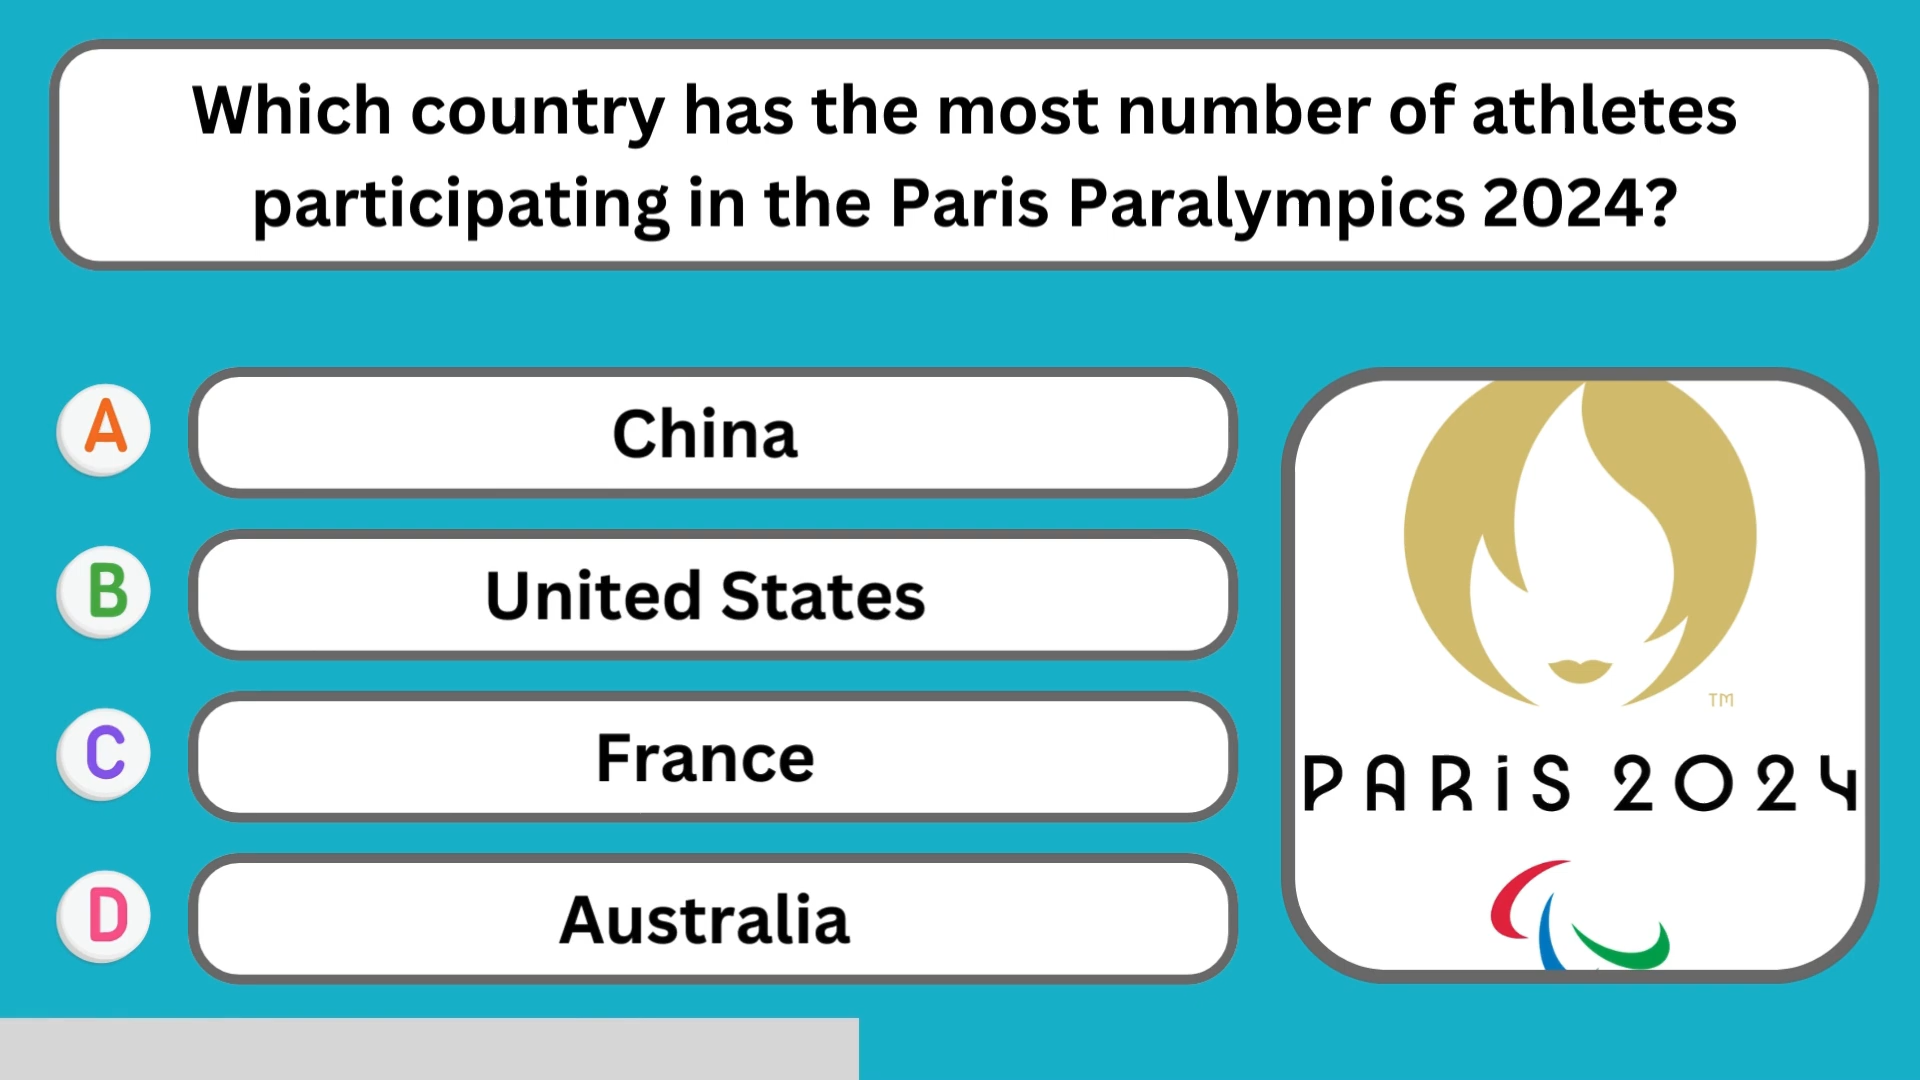 Which country has the most number of athletes
participating in the Paris Paralympics 2024?
A
China
B
United States
C
France
D
Australia
TM
PARIS 2024